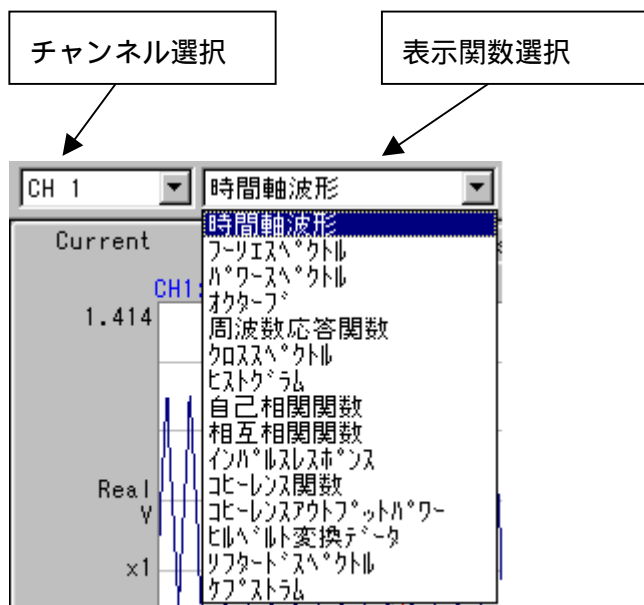 チャンネル選択
表示関数選択
CH 1
時間軸波形
時間軸波形
Current
フーリエスペクトル
パワースペクトル
CH1:
オクターブ
1.414
周波数応答関数
クロススペクトル
ヒストグラム
自己相関関数
相互相関関数
インパルスレスポンス
Real
コヒーレンス関数
V
コヒーレンスアウトプットパワー
ヒルベルト変換データ
x1
リフタードスペクトル
ケプストラム